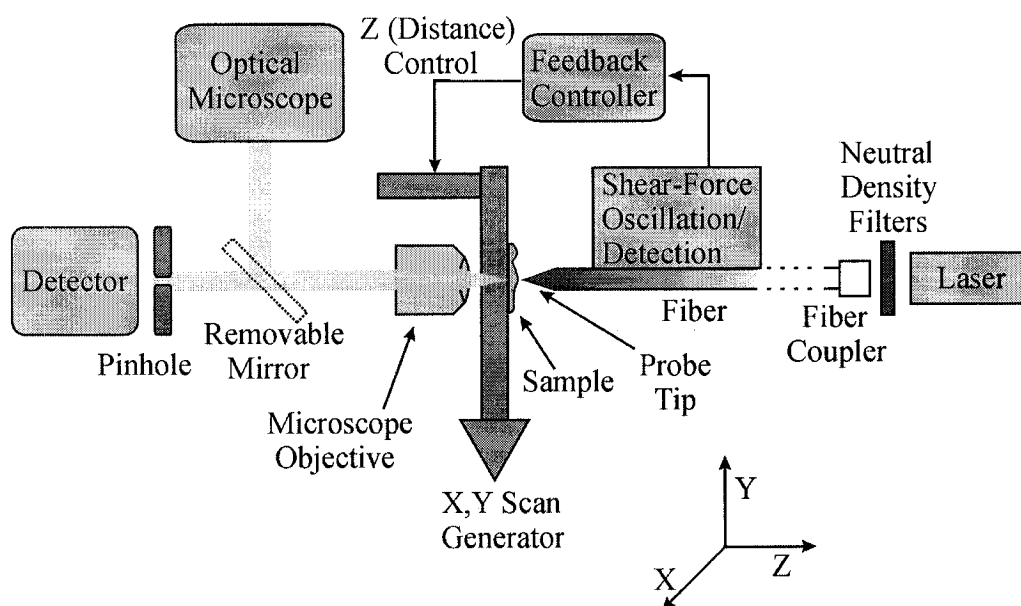 Z (Distance)
Control
Optical
Microscope
Feedback
Controller
Neutral
Density
Filters
Shear-Force
Oscillation/
Detection
Detector
Laser
Pinhole
Removable
Mirror
Fiber
Fiber
Coupler
Sample
Probe
Tip
Microscope
Objective
X,Y Scan
Generator
Y
X
Z